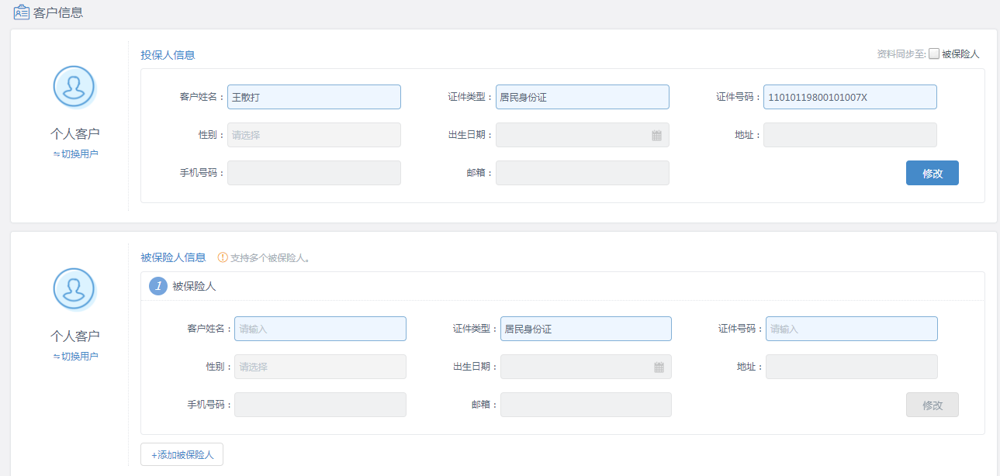 客户信息
投保人信息 资料同步至: 被保险人
个人客户
⇋切换用户
客户姓名： 王散打 证件类型： 居民身份证 证件号码： 11010119800101007X
性别： 请选择 出生日期： 地址：
手机号码： 邮箱： 修改
被保险人信息 支持多个被保险人。
个人客户
⇋切换用户
1 被保险人
客户姓名： 请输入 证件类型： 居民身份证 证件号码： 请输入
性别： 请选择 出生日期： 地址：
手机号码： 邮箱： 修改
+添加被保险人